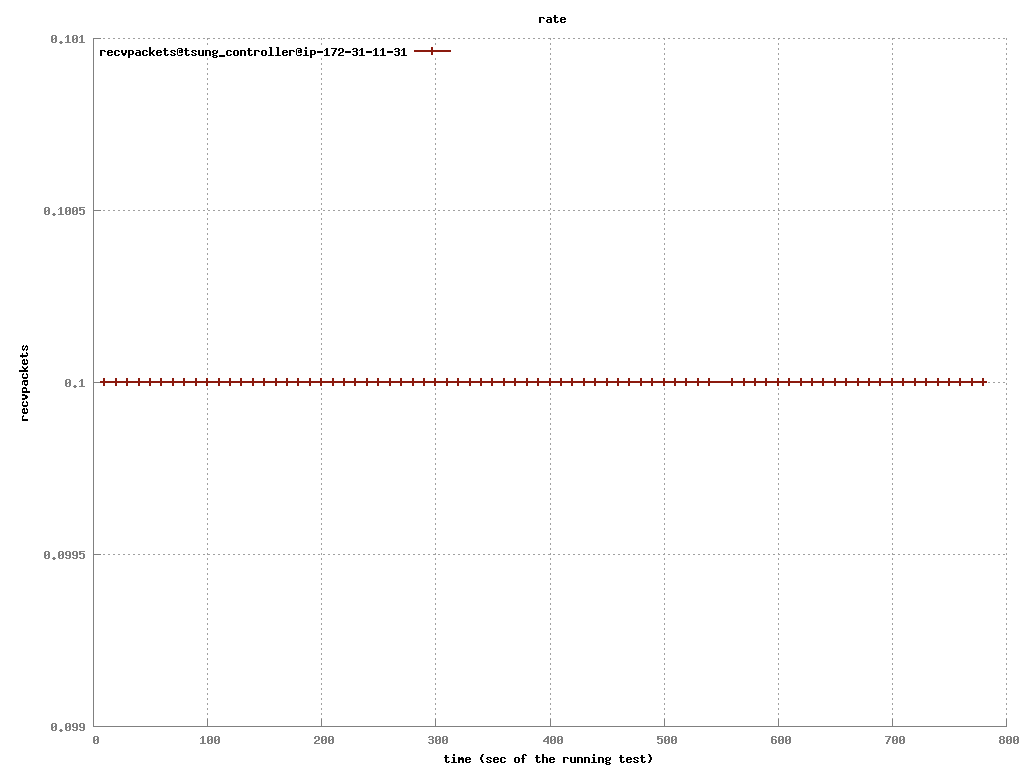 rate
0.101
recvpackets@tsung_controller@ip-172-31-11-31
0.1005
recvpackets
0.1
0.0995
0.099
0 100 200 300 400 500 600 700 800
time (sec of the running test)